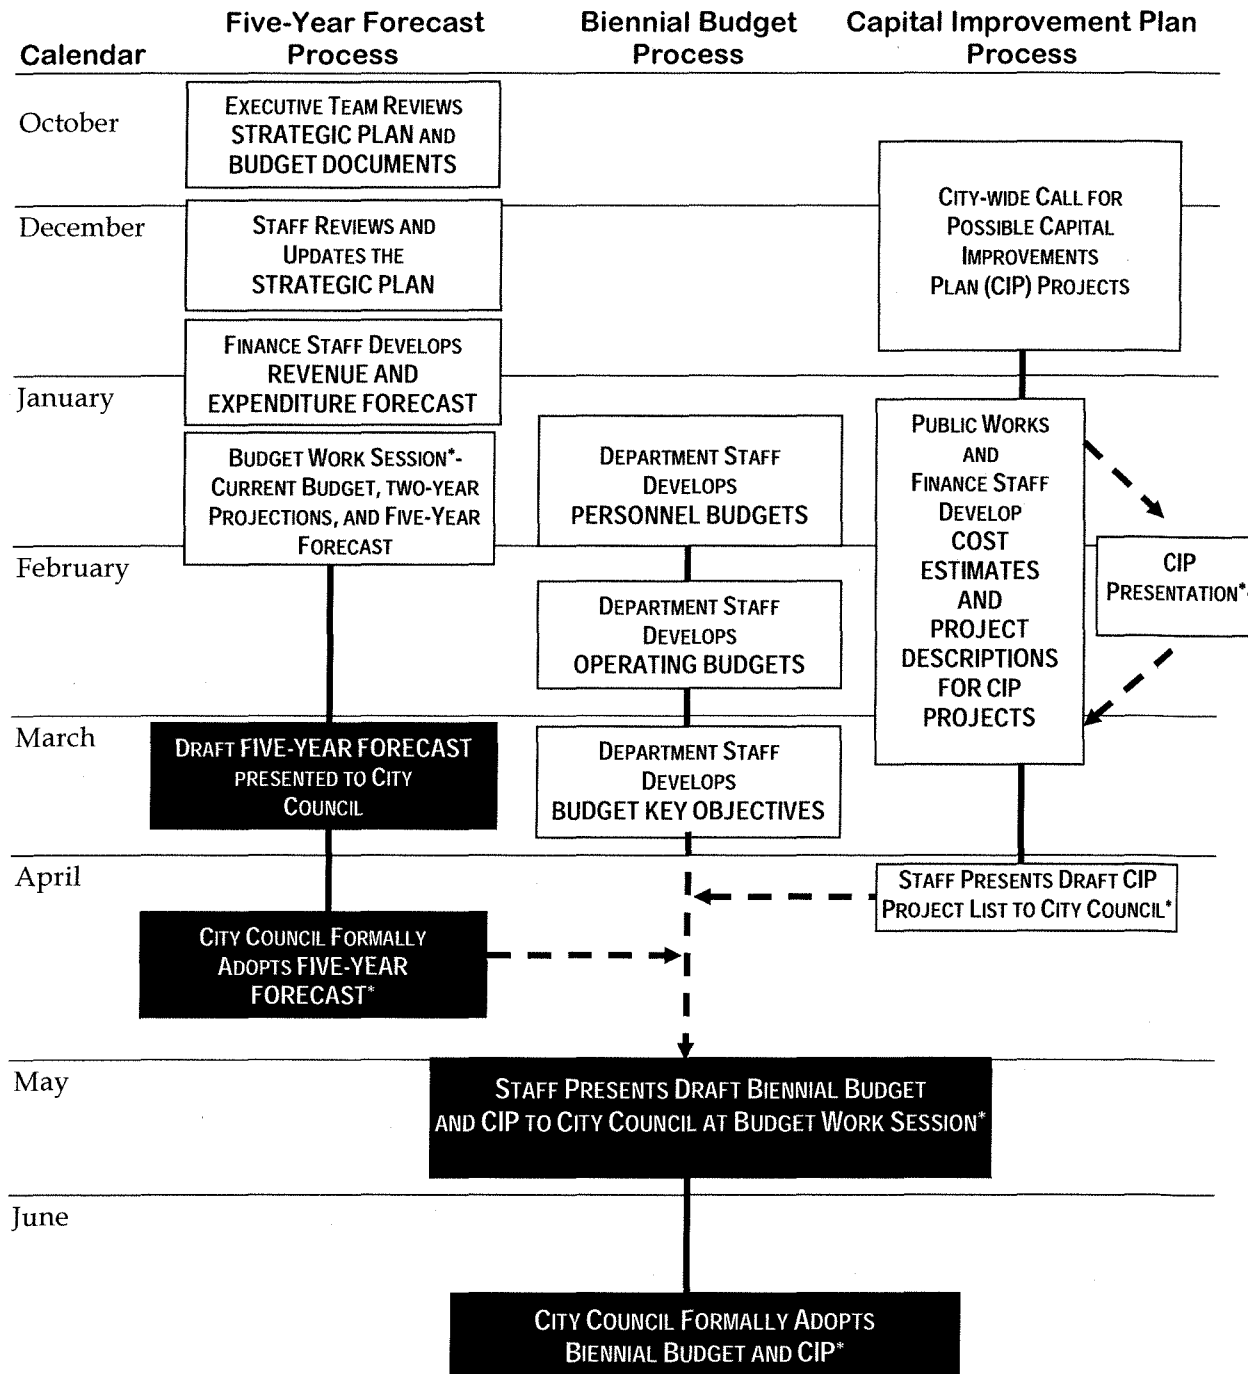 Five-Year Forecast
Process
Biennial Budget
Process
Capital Improvement Plan
Process
Calendar
October
EXECUTIVE TEAM REVIEWS
STRATEGIC PLAN AND
BUDGET DOCUMENTS
CITY-WIDE CALL FOR
POSSIBLE CAPITAL
IMPROVEMENTS
PLAN (CIP) PROJECTS
December
STAFF REVIEWS AND
UPDATES THE
STRATEGIC PLAN
FINANCE STAFF DEVELOPS
REVENUE AND
EXPENDITURE FORECAST
January
BUDGET WORK SESSION*-
CURRENT BUDGET, TWO-YEAR
PROJECTIONS, AND FIVE-YEAR
FORECAST
DEPARTMENT STAFF
DEVELOPS
PERSONNEL BUDGETS
PUBLIC WORKS
AND
FINANCE STAFF
DEVELOP
COST
ESTIMATES
AND
PROJECT
DESCRIPTIONS
FOR CIP
PROJECTS
CIP
PRESENTATION*-
February
DEPARTMENT STAFF
DEVELOPS
OPERATING BUDGETS
March
DRAFT FIVE-YEAR FORECAST
PRESENTED TO CITY
COUNCIL
DEPARTMENT STAFF
DEVELOPS
BUDGET KEY OBJECTIVES
April
STAFF PRESENTS DRAFT CIP
PROJECT LIST TO CITY COUNCIL*
CITY COUNCIL FORMALLY
ADOPTS FIVE-YEAR
FORECAST*
May
STAFF PRESENTS DRAFT BIENNIAL BUDGET
AND CIP TO CITY COUNCIL AT BUDGET WORK SESSION*
June
CITY COUNCIL FORMALLY ADOPTS
BIENNIAL BUDGET AND CIP*